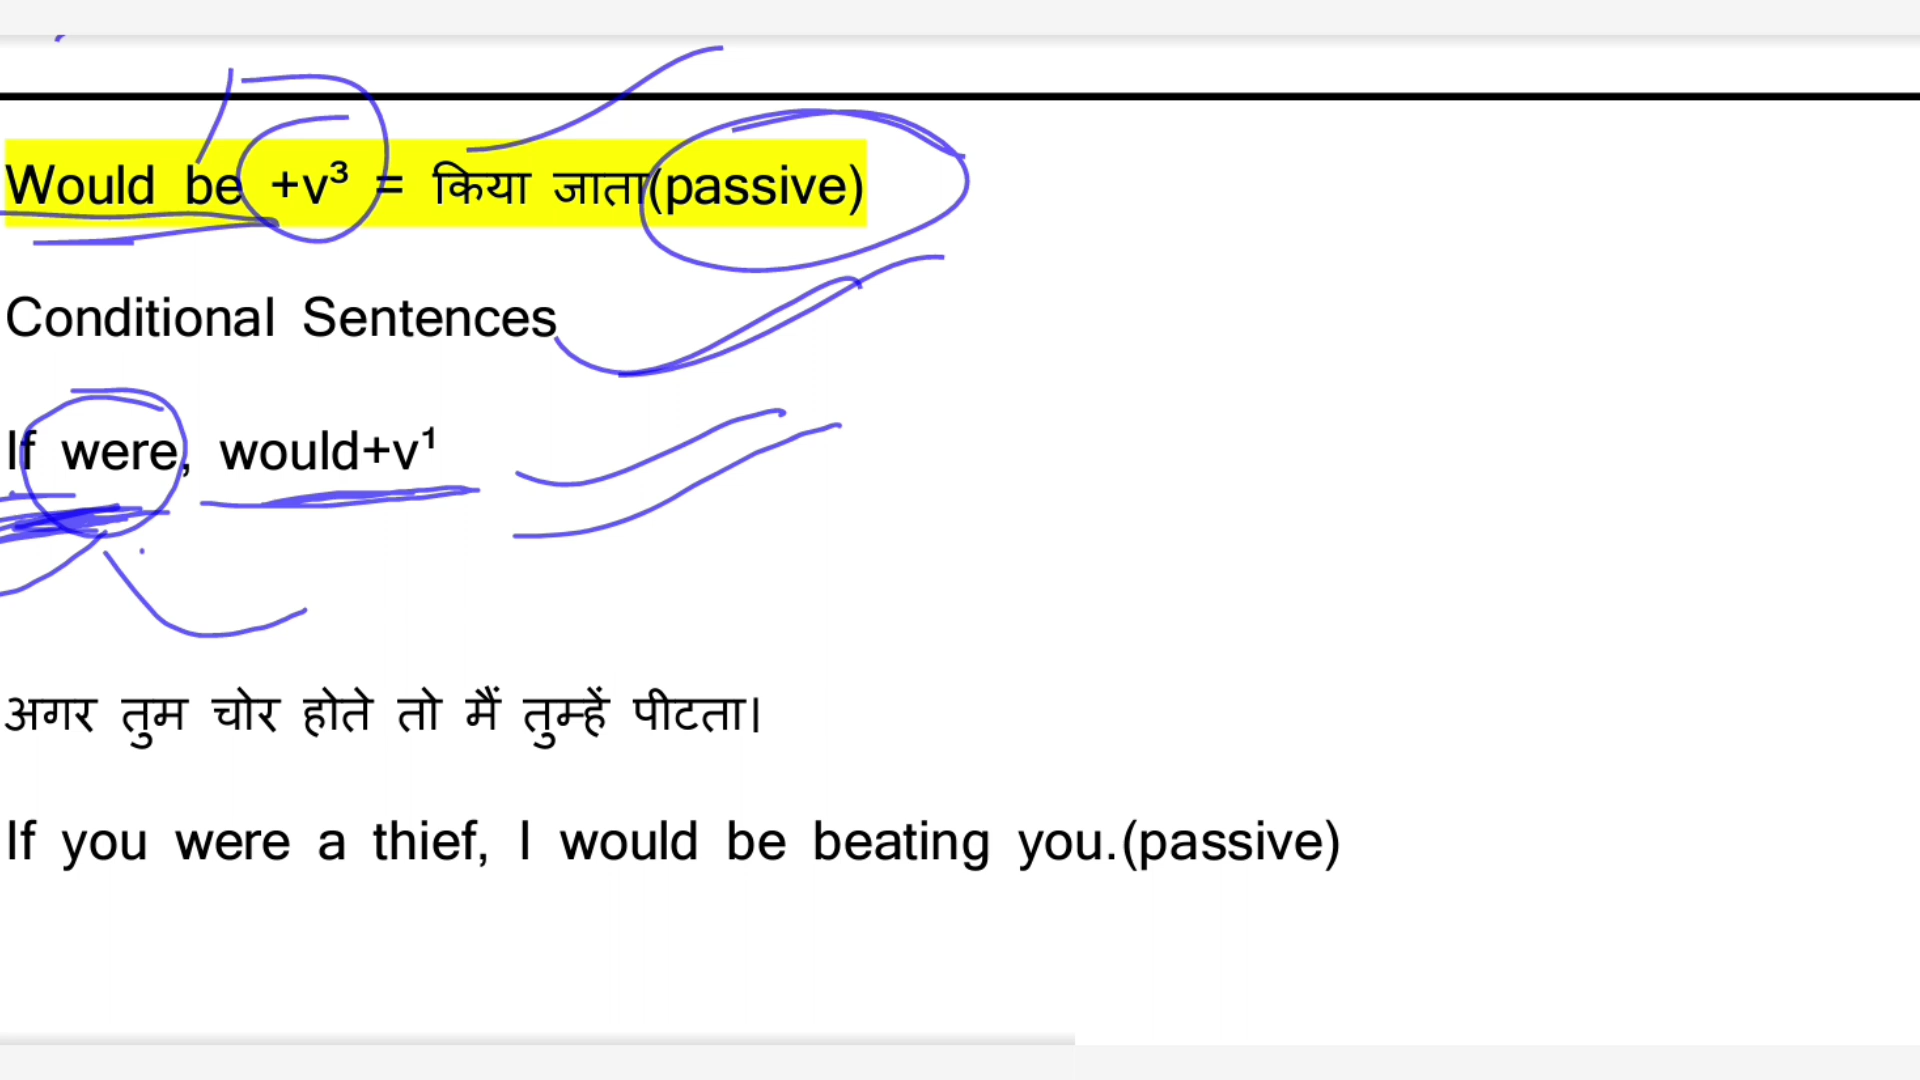 Would be +v³ = किया जाता(passive)
Conditional Sentences
If were, would+v¹
अगर तुम चोर होते तो मैं तुम्हें पीटता।
If you were a thief, I would be beating you.(passive)